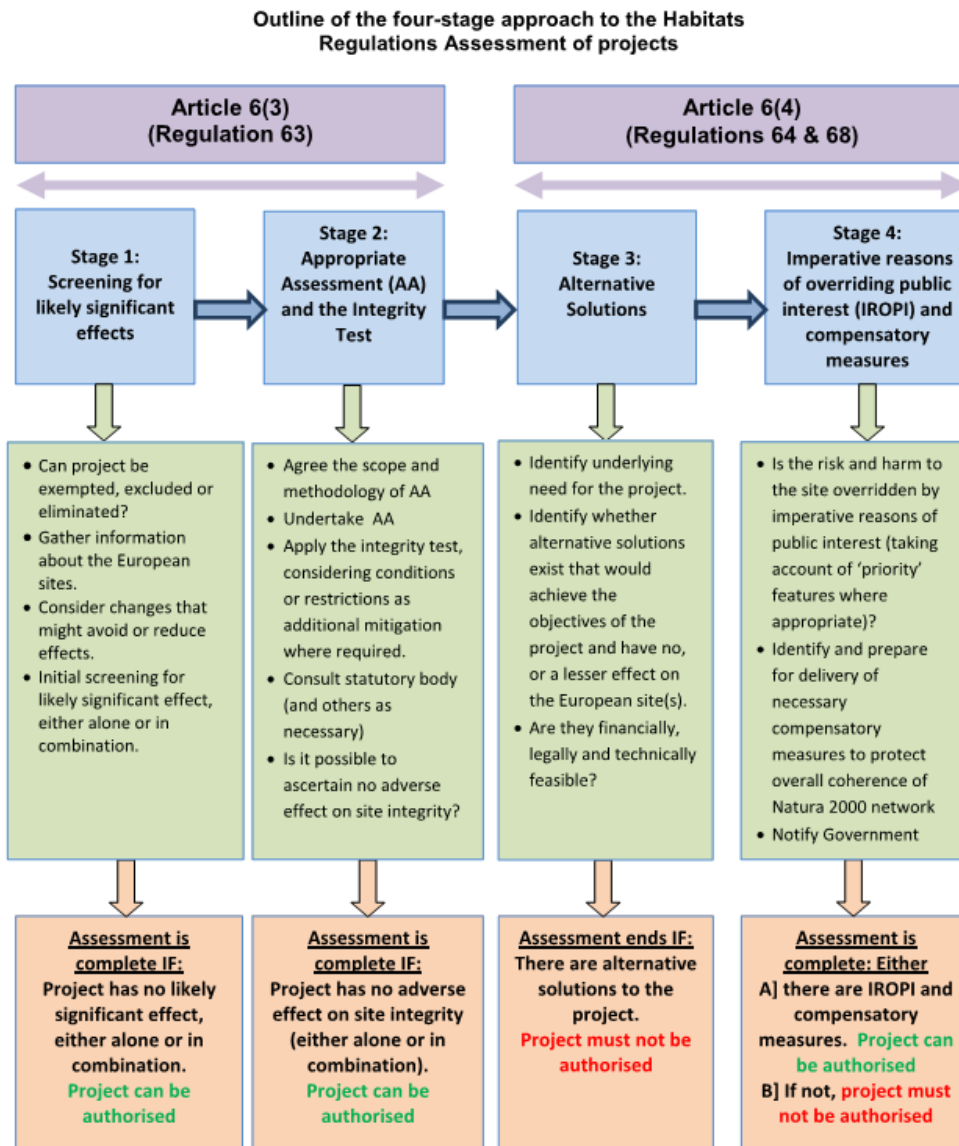 Outline of the four-stage approach to the Habitats
Regulations Assessment of projects
Article 6(3)
(Regulation 63)
Article 6(4)
(Regulations 64 & 68)
Stage 1:
Screening for
likely significant
effects
Stage 2:
Appropriate
Assessment (AA)
and the Integrity
Test
Stage 3:
Alternative
Solutions
Stage 4:
Imperative reasons
of overriding public
interest (IROPI) and
compensatory
measures
• Can project be
exempted, excluded or
eliminated?
• Gather information
about the European
sites.
• Consider changes that
might avoid or reduce
effects.
• Initial screening for
likely significant effect,
either alone or in
combination.
• Agree the scope and
methodology of AA
• Undertake AA
• Apply the integrity test,
considering conditions
or restrictions as
additional mitigation
where required.
• Consult statutory body
(and others as
necessary)
• Is it possible to
ascertain no adverse
effect on site integrity?
• Identify underlying
need for the project.
• Identify whether
alternative solutions
exist that would
achieve the
objectives of the
project and have no,
or a lesser effect on
the European site(s).
• Are they financially,
legally and technically
feasible?
• Is the risk and harm to
the site overridden by
imperative reasons of
public interest (taking
account of ‘priority’
features where
appropriate)?
• Identify and prepare
for delivery of
necessary
compensatory
measures to protect
overall coherence of
Natura 2000 network
• Notify Government
Assessment is
complete IF:
Project has no likely
significant effect,
either alone or in
combination.
Project can be
authorised
Assessment is
complete IF:
Project has no adverse
effect on site integrity
(either alone or in
combination).
Project can be
authorised
Assessment ends IF:
There are alternative
solutions to the
project.
Project must not be
authorised
Assessment is
complete: Either
A] there are IROPI and
compensatory
measures. Project can
be authorised
B] If not, project must
not be authorised